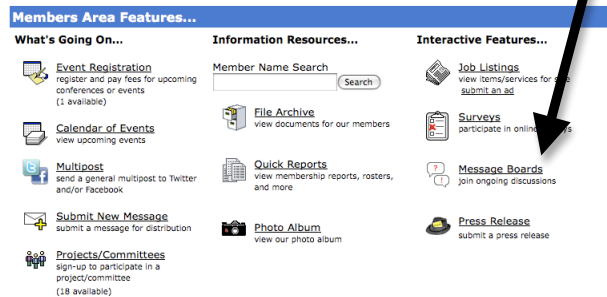 Members Area Features...
What's Going On...
Event Registration
register and pay fees for upcoming
conferences or events
(1 available)
Calendar of Events
view upcoming events
Multipost
send a general multipost to Twitter
and/or Facebook
Submit New Message
submit a message for distribution
Projects/Committees
sign-up to participate in a
project/committee
(18 available)
Information Resources...
Member Name Search
Search
File Archive
view documents for our members
Quick Reports
view membership reports, rosters,
and more
Photo Album
view our photo album
Interactive Features...
Job Listings
view items/services for
submit an ad
Surveys
participate in online
Message Boards
join ongoing discussions
Press Release
submit a press release